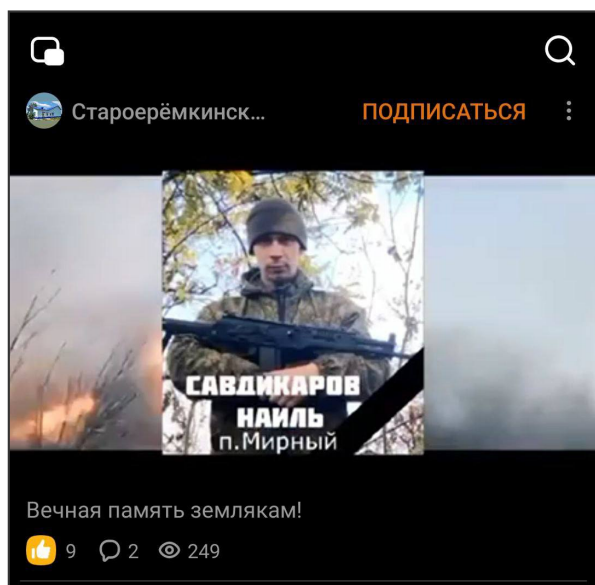 Староерёмкинск...
ПОДПИСАТЬСЯ
САВДИКАРОВ
НАИЛЬ
п.Мирный
Вечная память землякам!
9
2
249